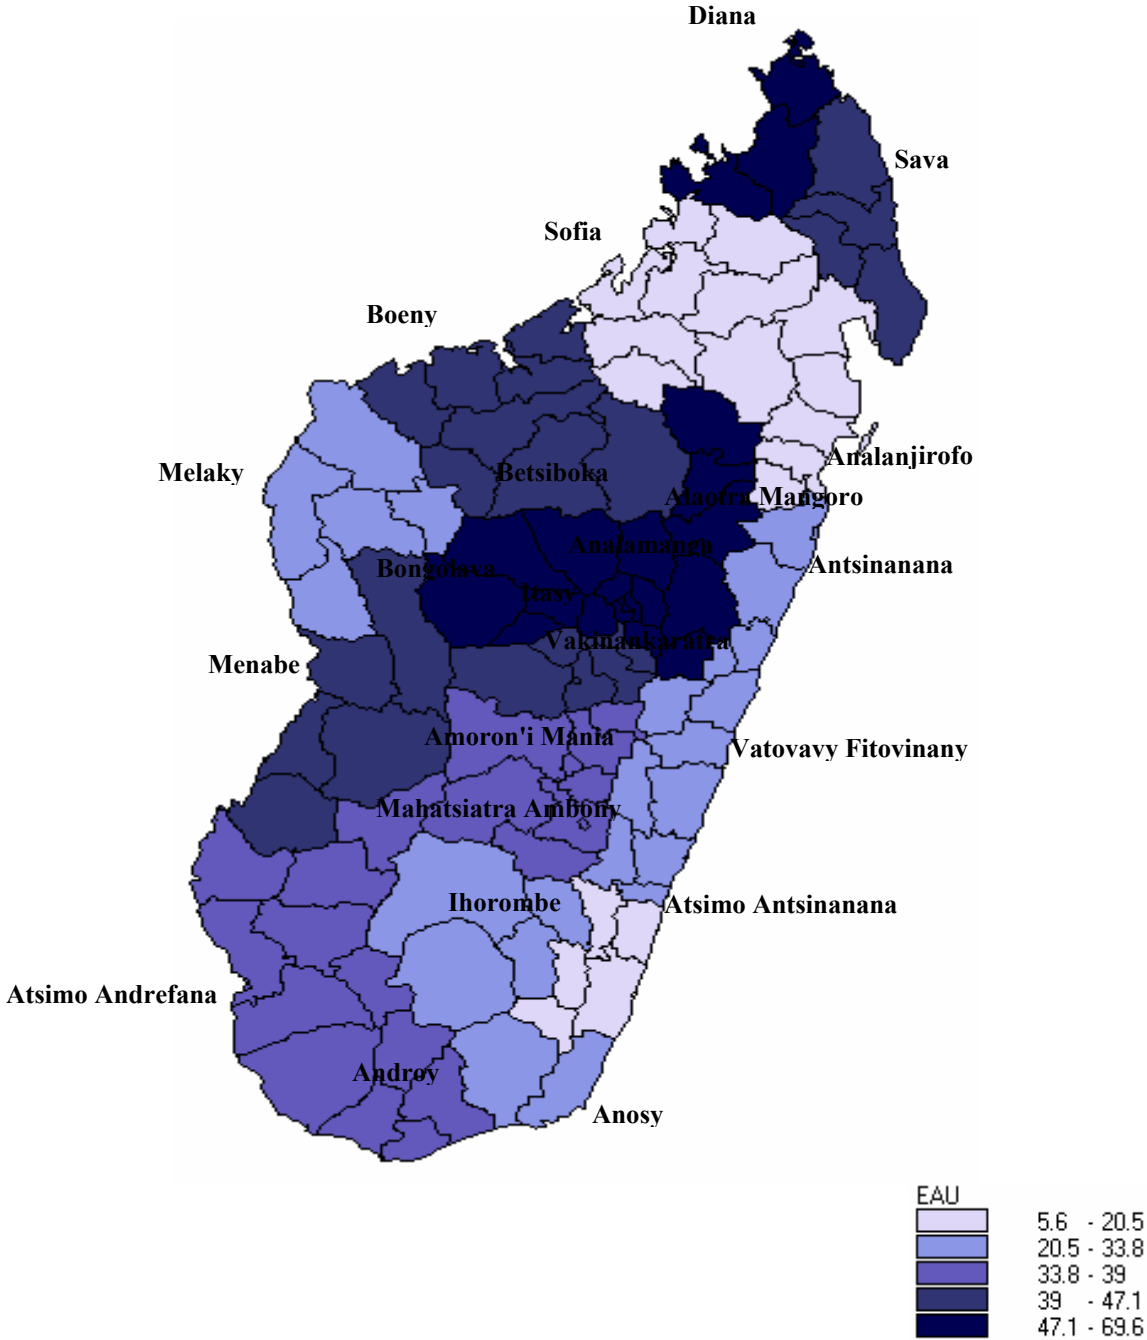 Diana
Sava
Sofia
Boeny
Analanjirofo
Melaky
Betsiboka
Alaotra Mangoro
Analamanga
Antsinanana
Bongolava
Itasy
Vakinankaratra
Menabe
Amoron'i Mania
Vatovavy Fitovinany
Mahatsiatra Ambony
Ihorombe
Atsimo Antsinanana
Atsimo Andrefana
Androy
Anosy
EAU
5.6 - 20.5
20.5 - 33.8
33.8 - 39
39 - 47.1
47.1 - 69.6